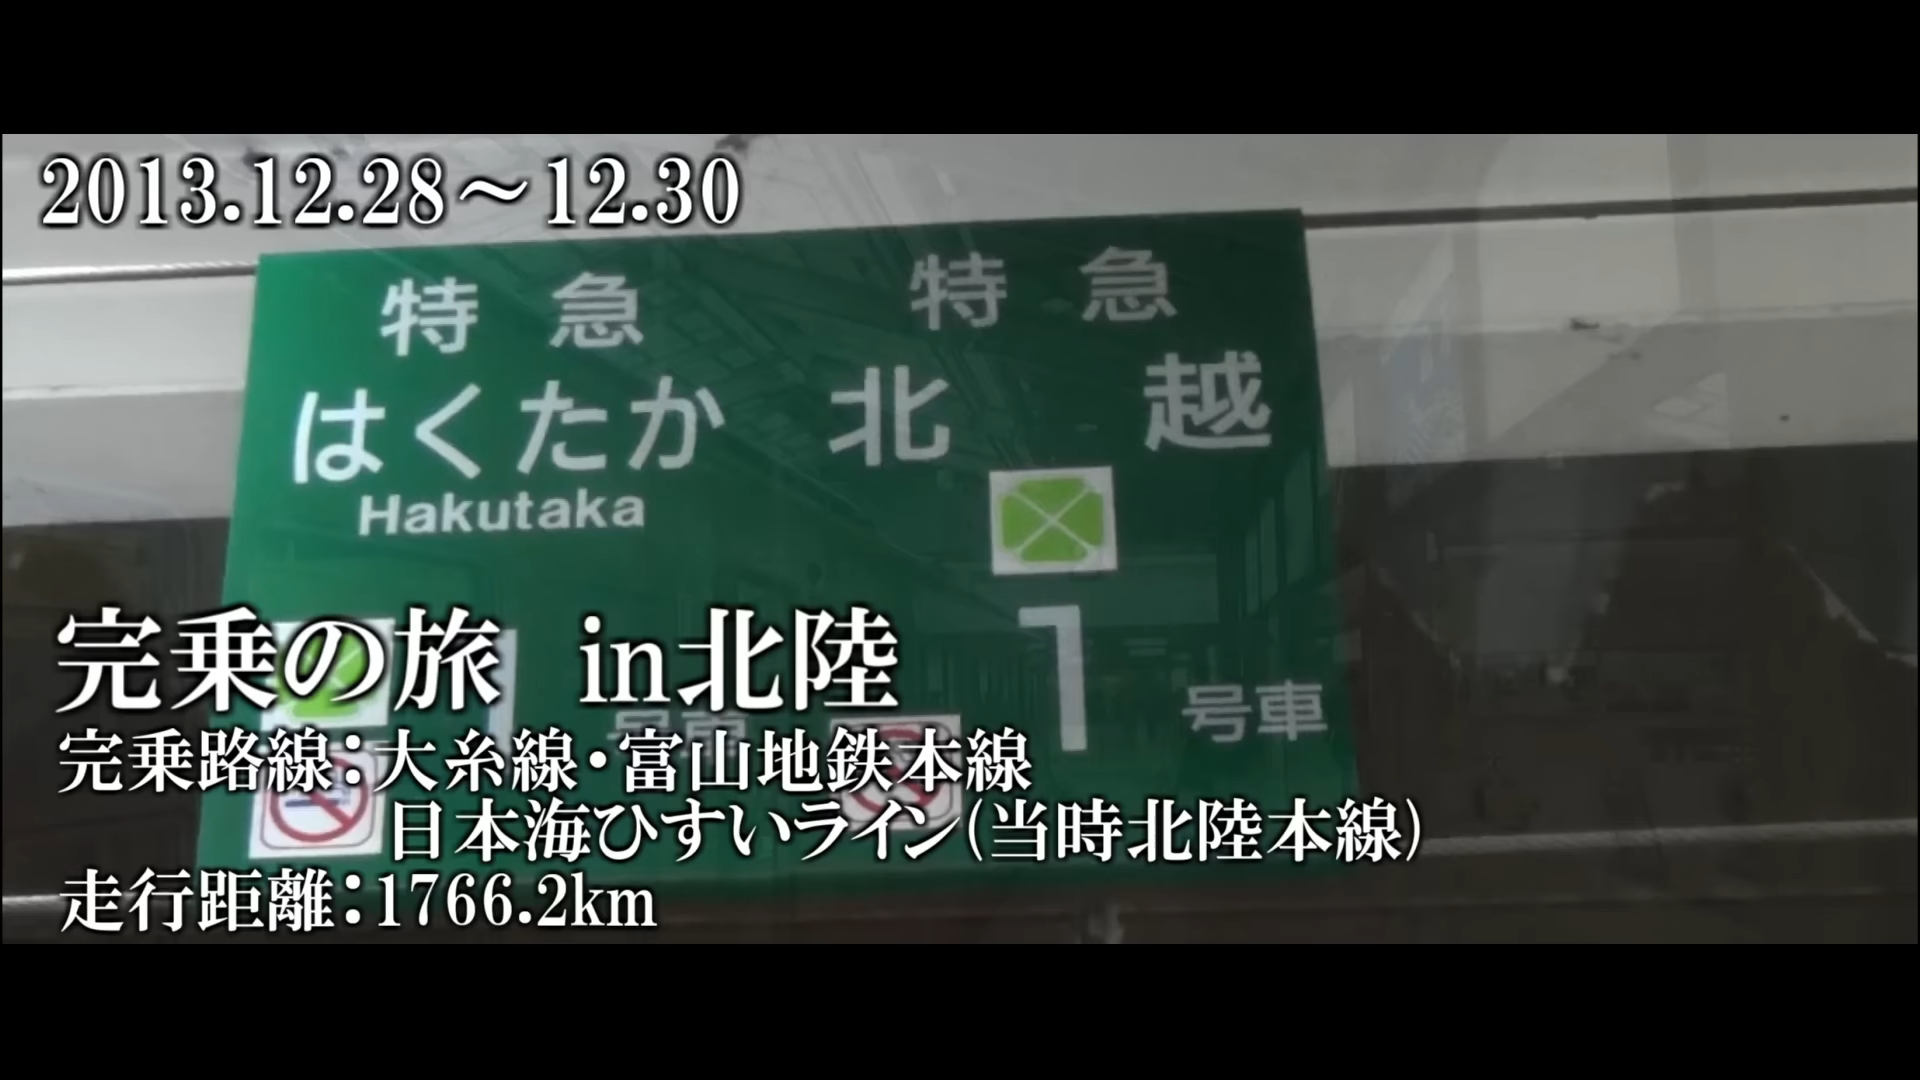 2013.12.28～12.30
特急 特急
はくたか 北越
Hakutaka
1
号車
完乗の旅 in北陸
完乗路線：大糸線・富山地鉄本線
日本海ひすいライン(当時北陸本線)
走行距離：1766.2km